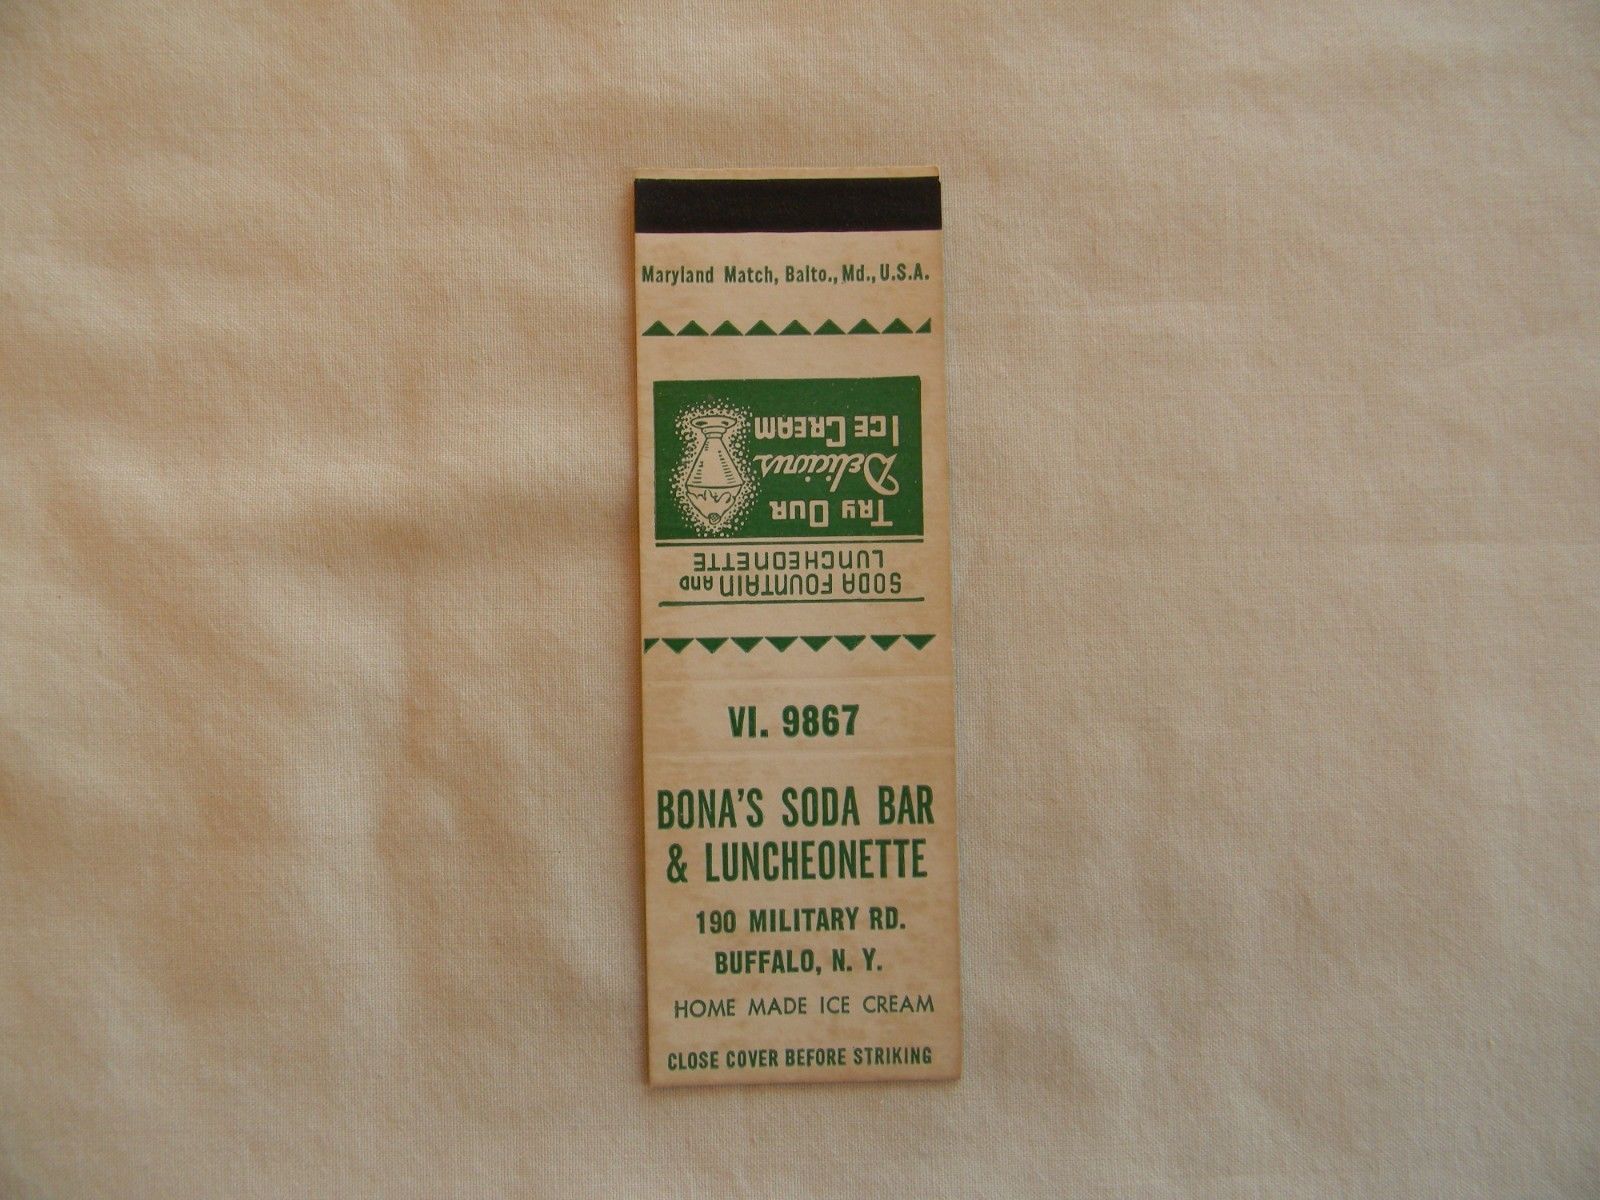 Maryland Match, Balto., Md., U.S.A.
SODA FOUNTAIN AND
LUNCHEONETTE
TRY OUR
Delicious
ICE CREAM
VI. 9867
BONA'S SODA BAR
& LUNCHEONETTE
190 MILITARY RD.
BUFFALO, N. Y.
HOME MADE ICE CREAM
CLOSE COVER BEFORE STRIKING